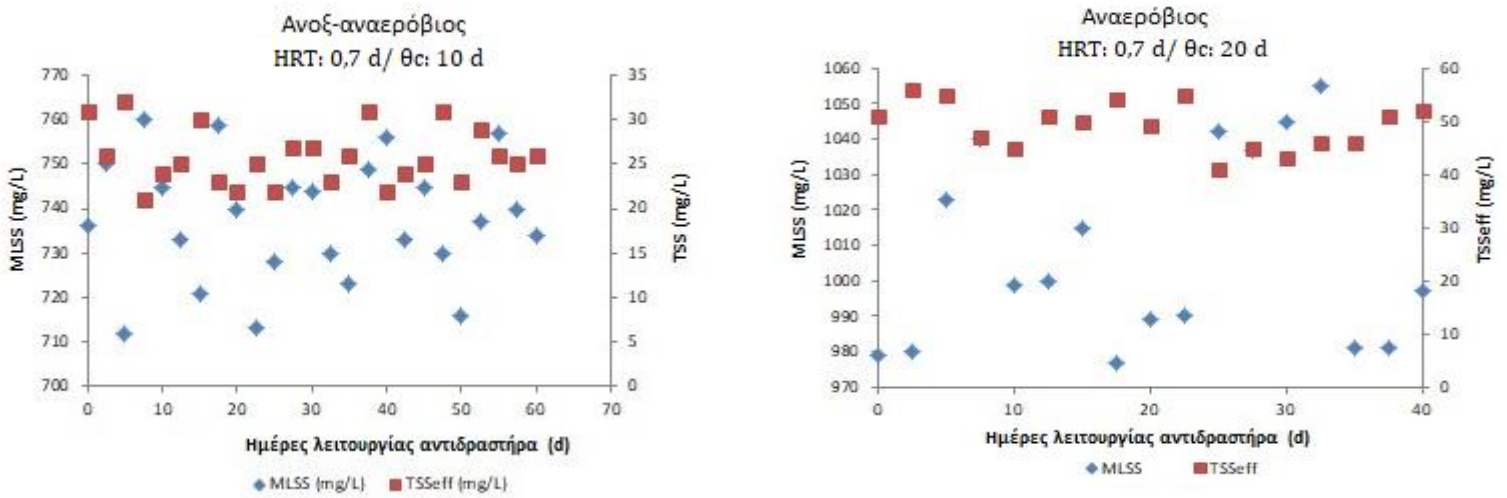 Ανοξ-αναερόβιος
HRT: 0,7 d/ θc: 10 d
770
760
750
740
730
720
710
700
35
30
25
20
15
10
5
0
MLSS (mg/L)
TSS (mg/L)
0 10 20 30 40 50 60 70
Ημέρες λειτουργίας αντιδραστήρα (d)
MLSS (mg/L) TSSeff (mg/L)
Αναερόβιος
HRT: 0,7 d/ θc: 20 d
1060
1050
1040
1030
1020
1010
1000
990
980
970
60
50
40
30
20
10
0
MLSS (mg/L)
TSSeff (mg/L)
0 10 20 30 40
Ημέρες λειτουργίας αντιδραστήρα (d)
MLSS TSSeff